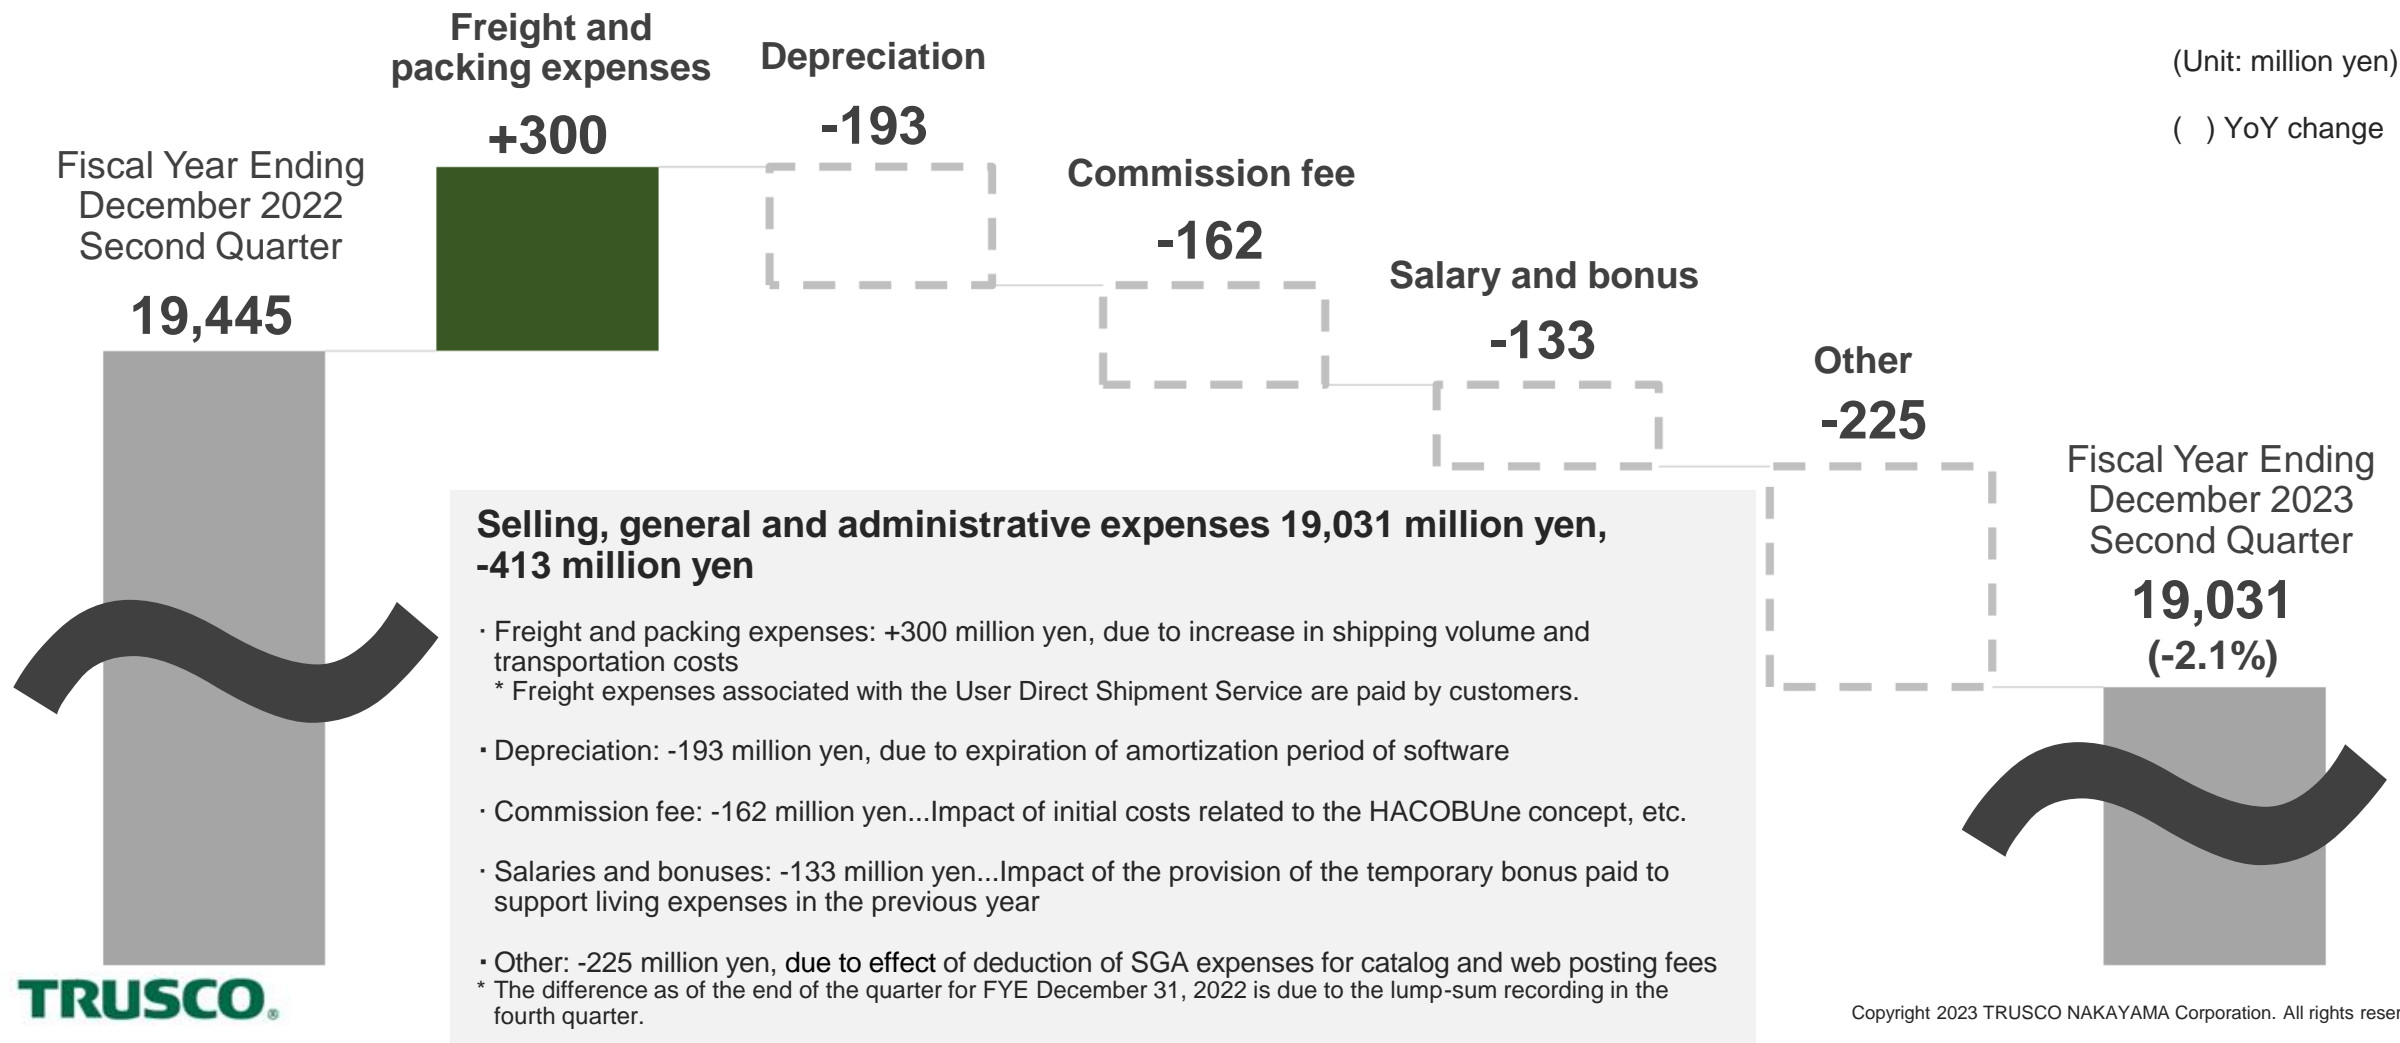 Freight and
packing expenses
+300
Depreciation
-193
(Unit: million yen)
(   ) YoY change
Fiscal Year Ending
December 2022
Second Quarter
19,445
Commission fee
-162
Salary and bonus
-133
Other
-225
Fiscal Year Ending
December 2023
Second Quarter
19,031
(-2.1%)
Selling, general and administrative expenses 19,031 million yen,
-413 million yen
· Freight and packing expenses: +300 million yen, due to increase in shipping volume and
transportation costs
* Freight expenses associated with the User Direct Shipment Service are paid by customers.
· Depreciation: -193 million yen, due to expiration of amortization period of software
· Commission fee: -162 million yen...Impact of initial costs related to the HACOBUne concept, etc.
· Salaries and bonuses: -133 million yen...Impact of the provision of the temporary bonus paid to
support living expenses in the previous year
· Other: -225 million yen, due to effect of deduction of SGA expenses for catalog and web posting fees
* The difference as of the end of the quarter for FYE December 31, 2022 is due to the lump-sum recording in the
fourth quarter.
TRUSCO®
Copyright 2023 TRUSCO NAKAYAMA Corporation. All rights reser